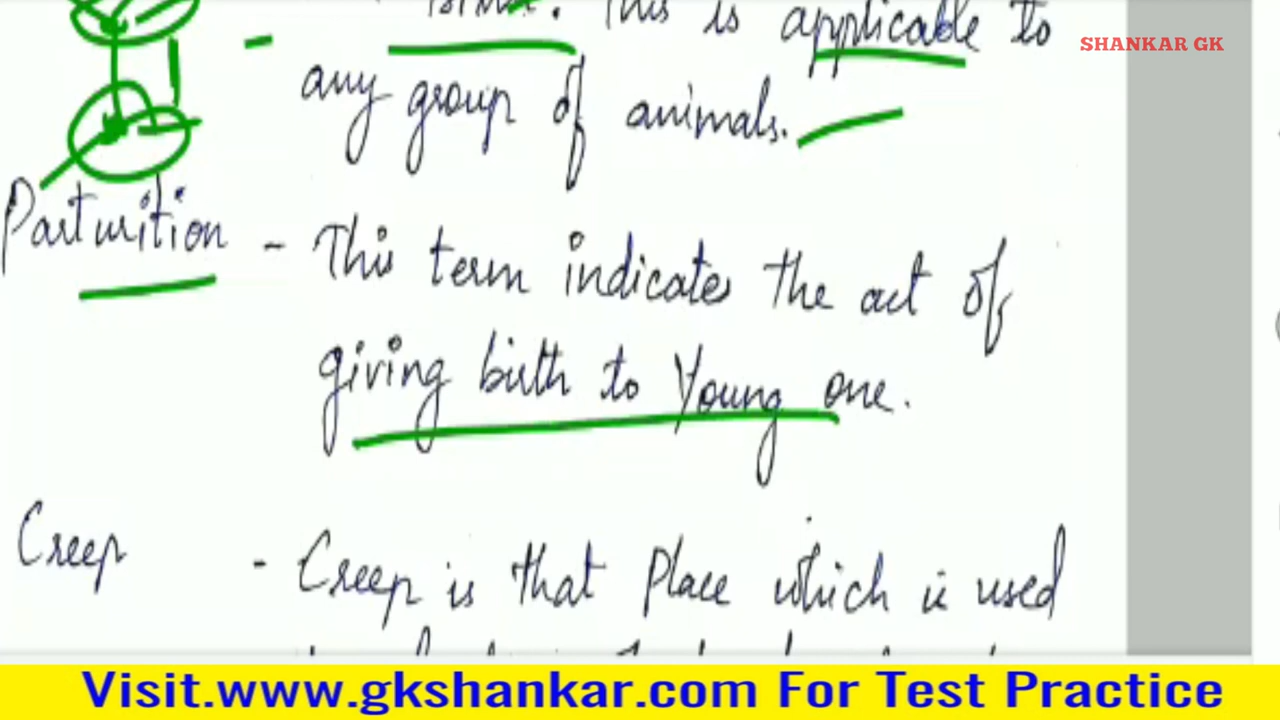 This is applicable to
SHANKAR GK
any group of animals.
Parturition - This term indicates the act of
giving birth to Young one.
Creep - Creep is that Place which is used
Visit.www.gkshankar.com For Test Practice